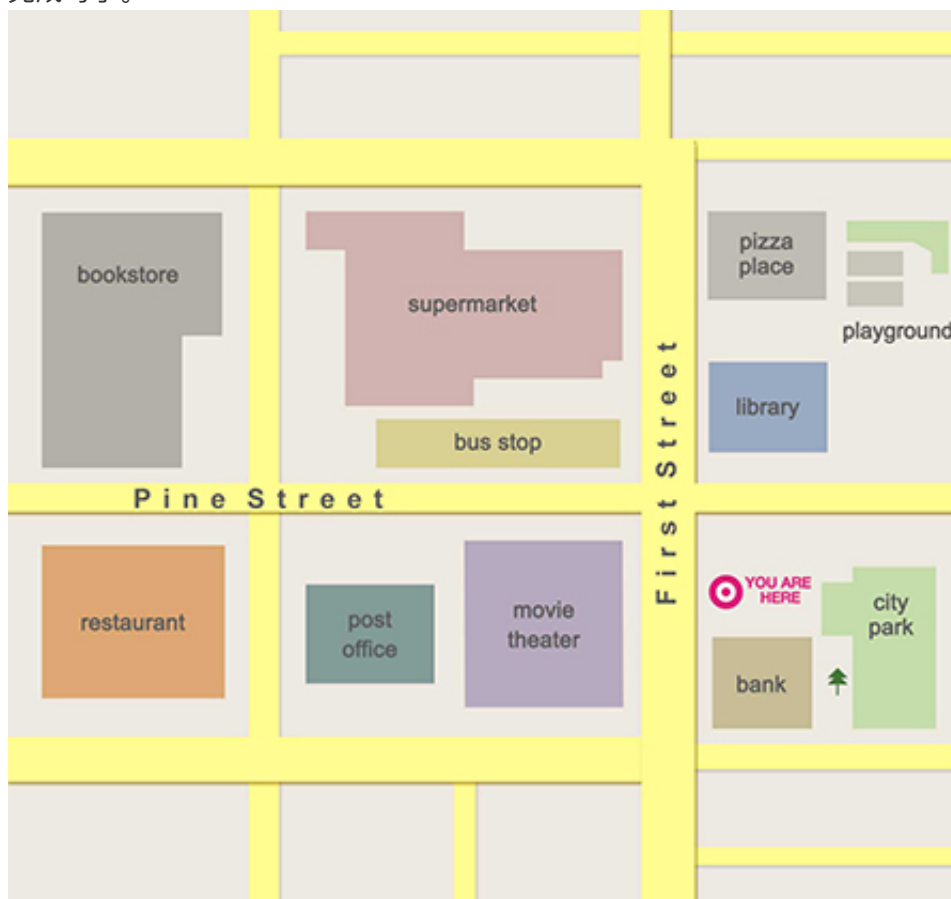 bookstore
supermarket
pizza
place
playground
library
bus stop
Pine Street
First Street
restaurant
post
office
movie
theater
YOU ARE
HERE
city
park
bank